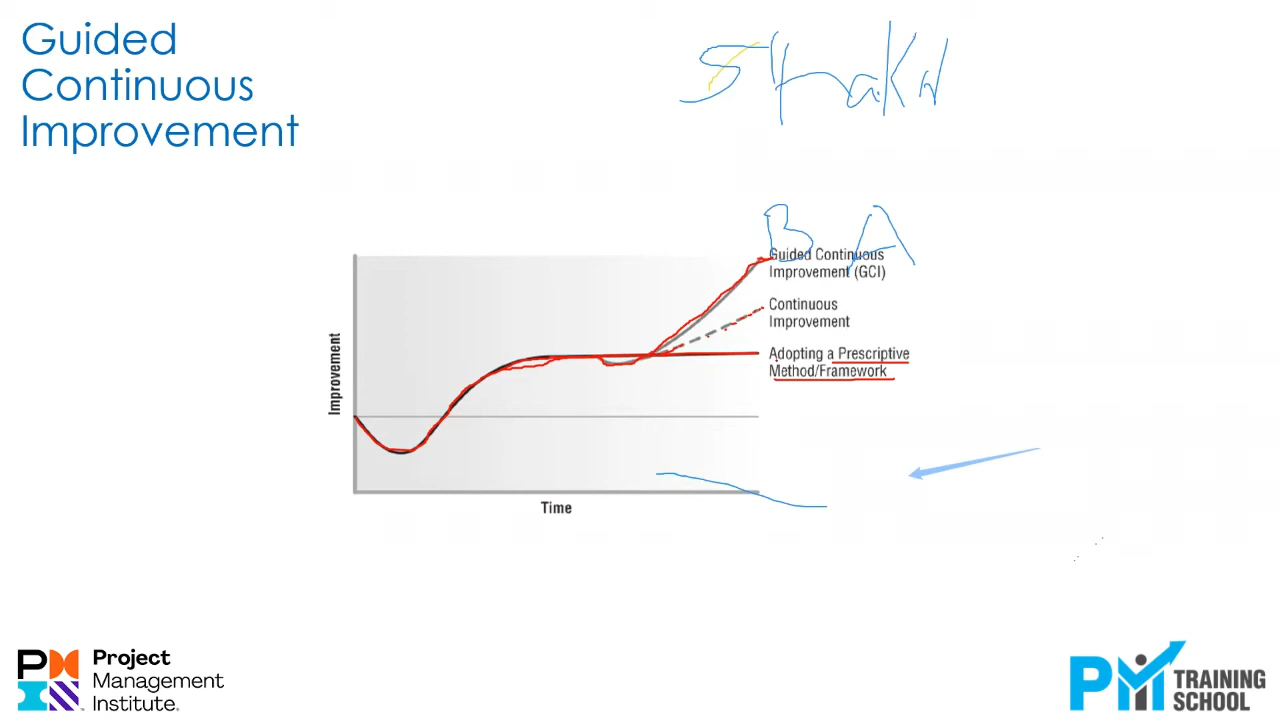 Guided
Continuous
Improvement
B A
Guided Continuous
Improvement (GCI)
Continuous
Improvement
Adopting a Prescriptive
Method/Framework
Improvement
Time
Project
Management
Institute.
PM
TRAINING
SCHOOL